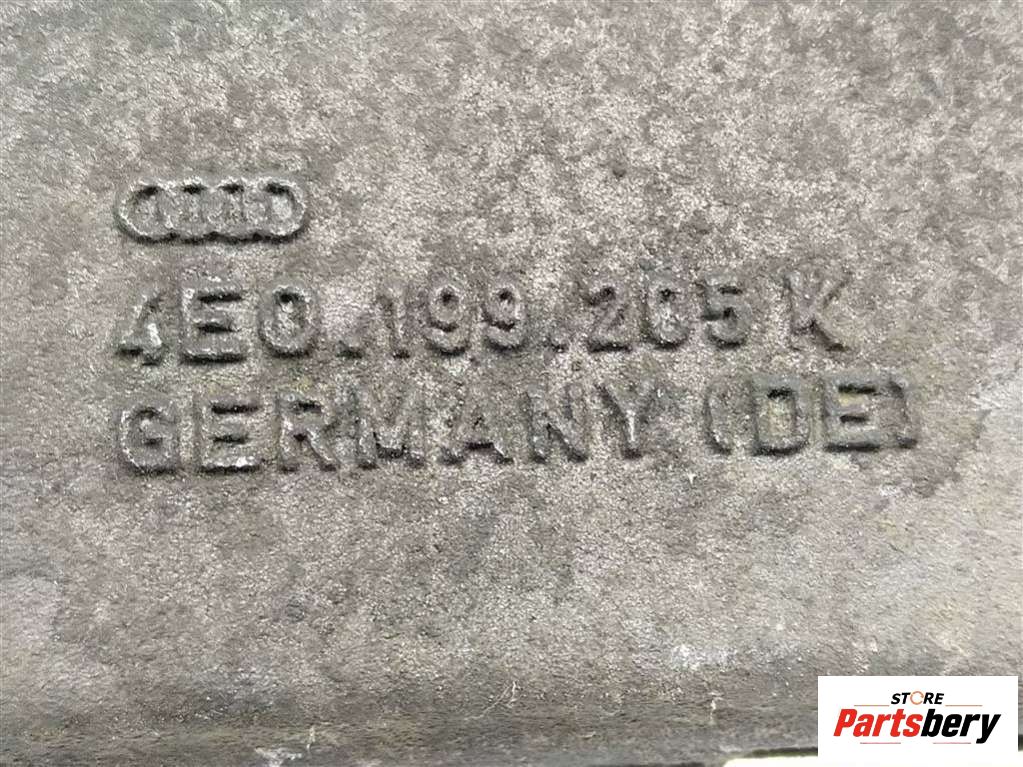 4E0.199.205 K
GERMANY (DE)
STORE
Partsbery